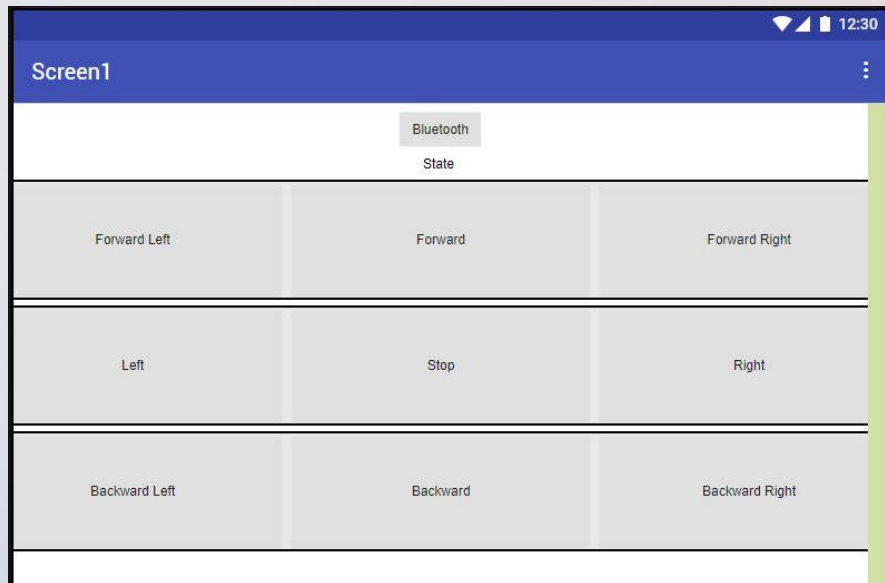 12:30
Screen1
Bluetooth
State
Forward Left
Forward
Forward Right
Left
Stop
Right
Backward Left
Backward
Backward Right